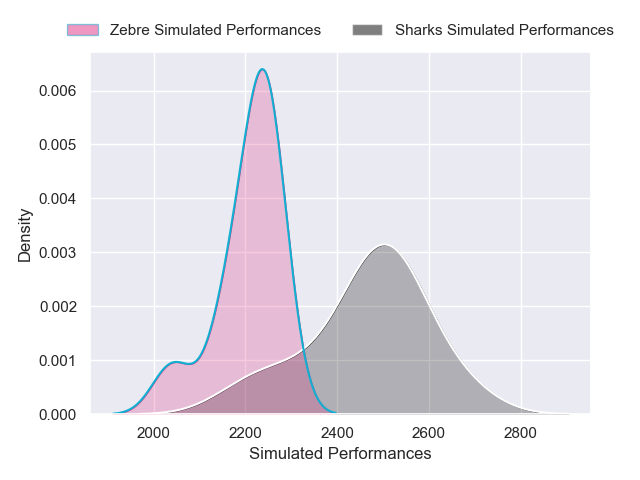 Zebre Simulated Performances
Sharks Simulated Performances
0.006
0.005
0.004
0.003
0.002
0.001
0.000
Density
2000 2200 2400 2600 2800
Simulated Performances